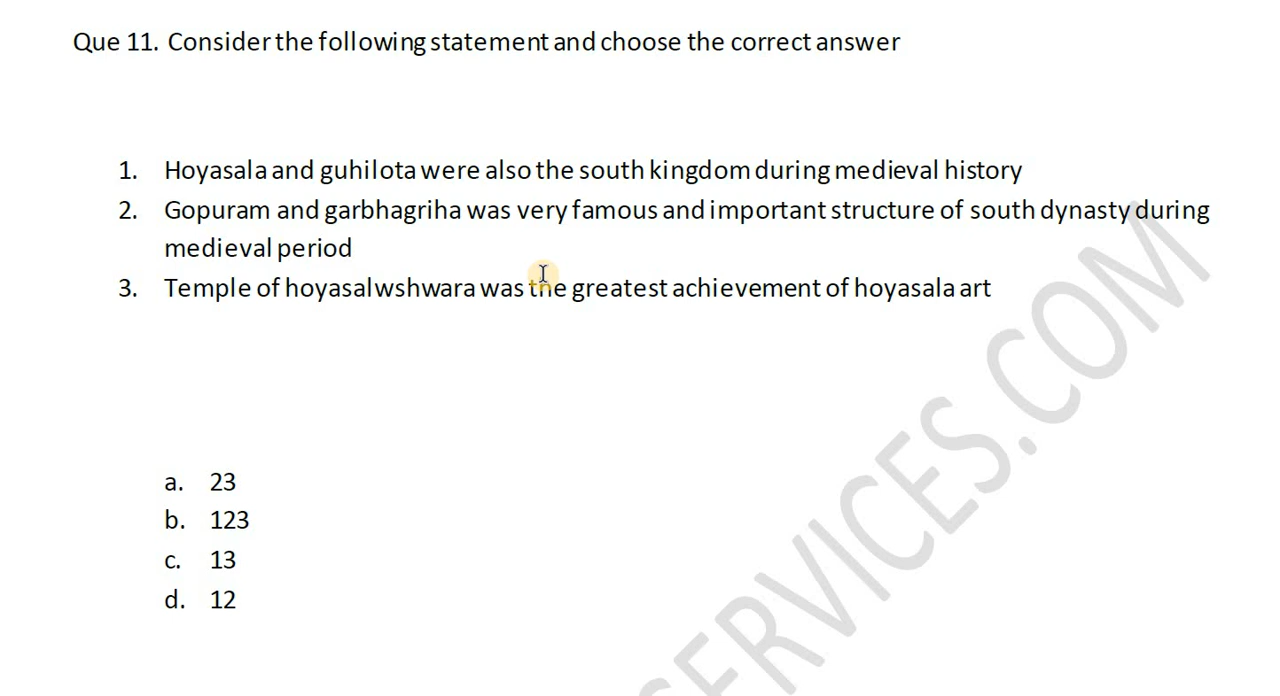 Que 11. Consider the following statement and choose the correct answer
1. Hoyasala and guhilota were also the south kingdom during medieval history
2. Gopuram and garbhagriha was very famous and important structure of south dynasty during
medieval period
3. Temple of hoyasalwshwara was the greatest achievement of hoyasala art
a. 23
b. 123
c. 13
d. 12
ERVICES.COM